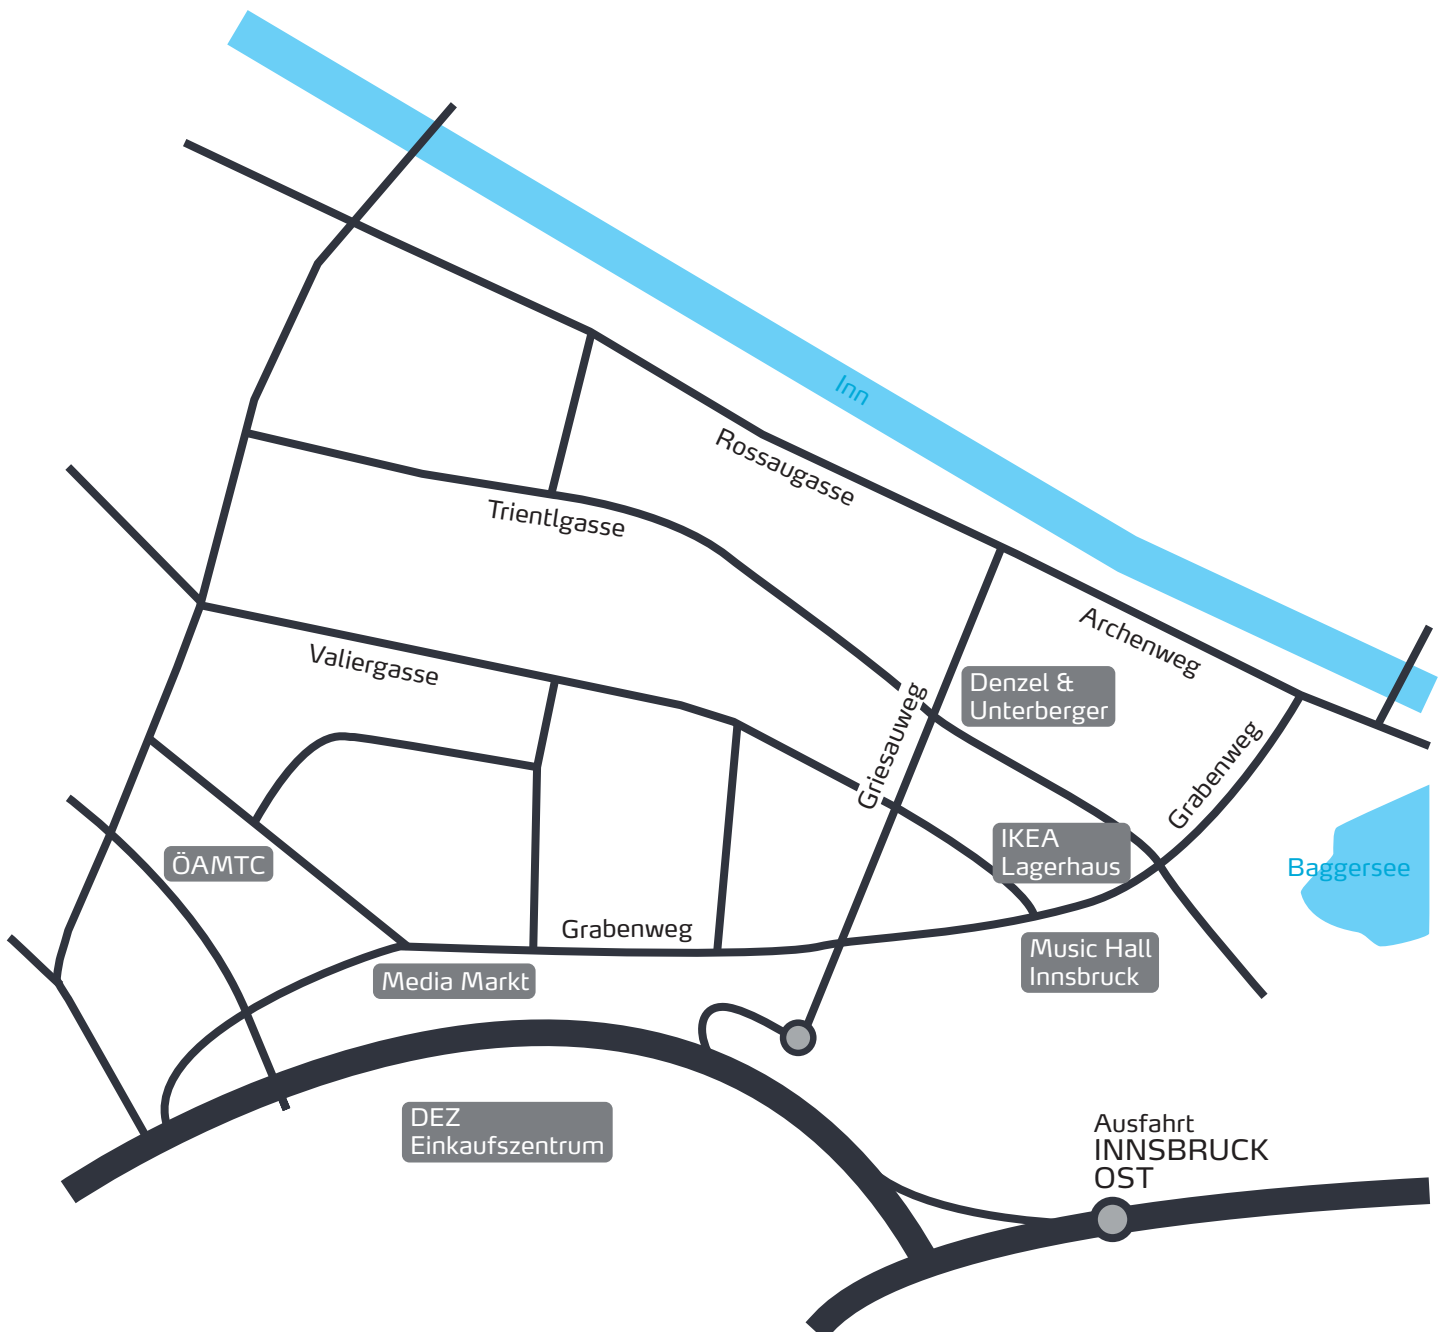 Inn
Rossaugasse
Trientlgasse
Archenweg
Valiergasse
Denzel &
Unterberger
Griesauweg
Grabenweg
IKEA
Lagerhaus
Baggersee
ÖAMTC
Grabenweg
Music Hall
Innsbruck
Media Markt
DEZ
Einkaufszentrum
Ausfahrt
INNSBRUCK
OST